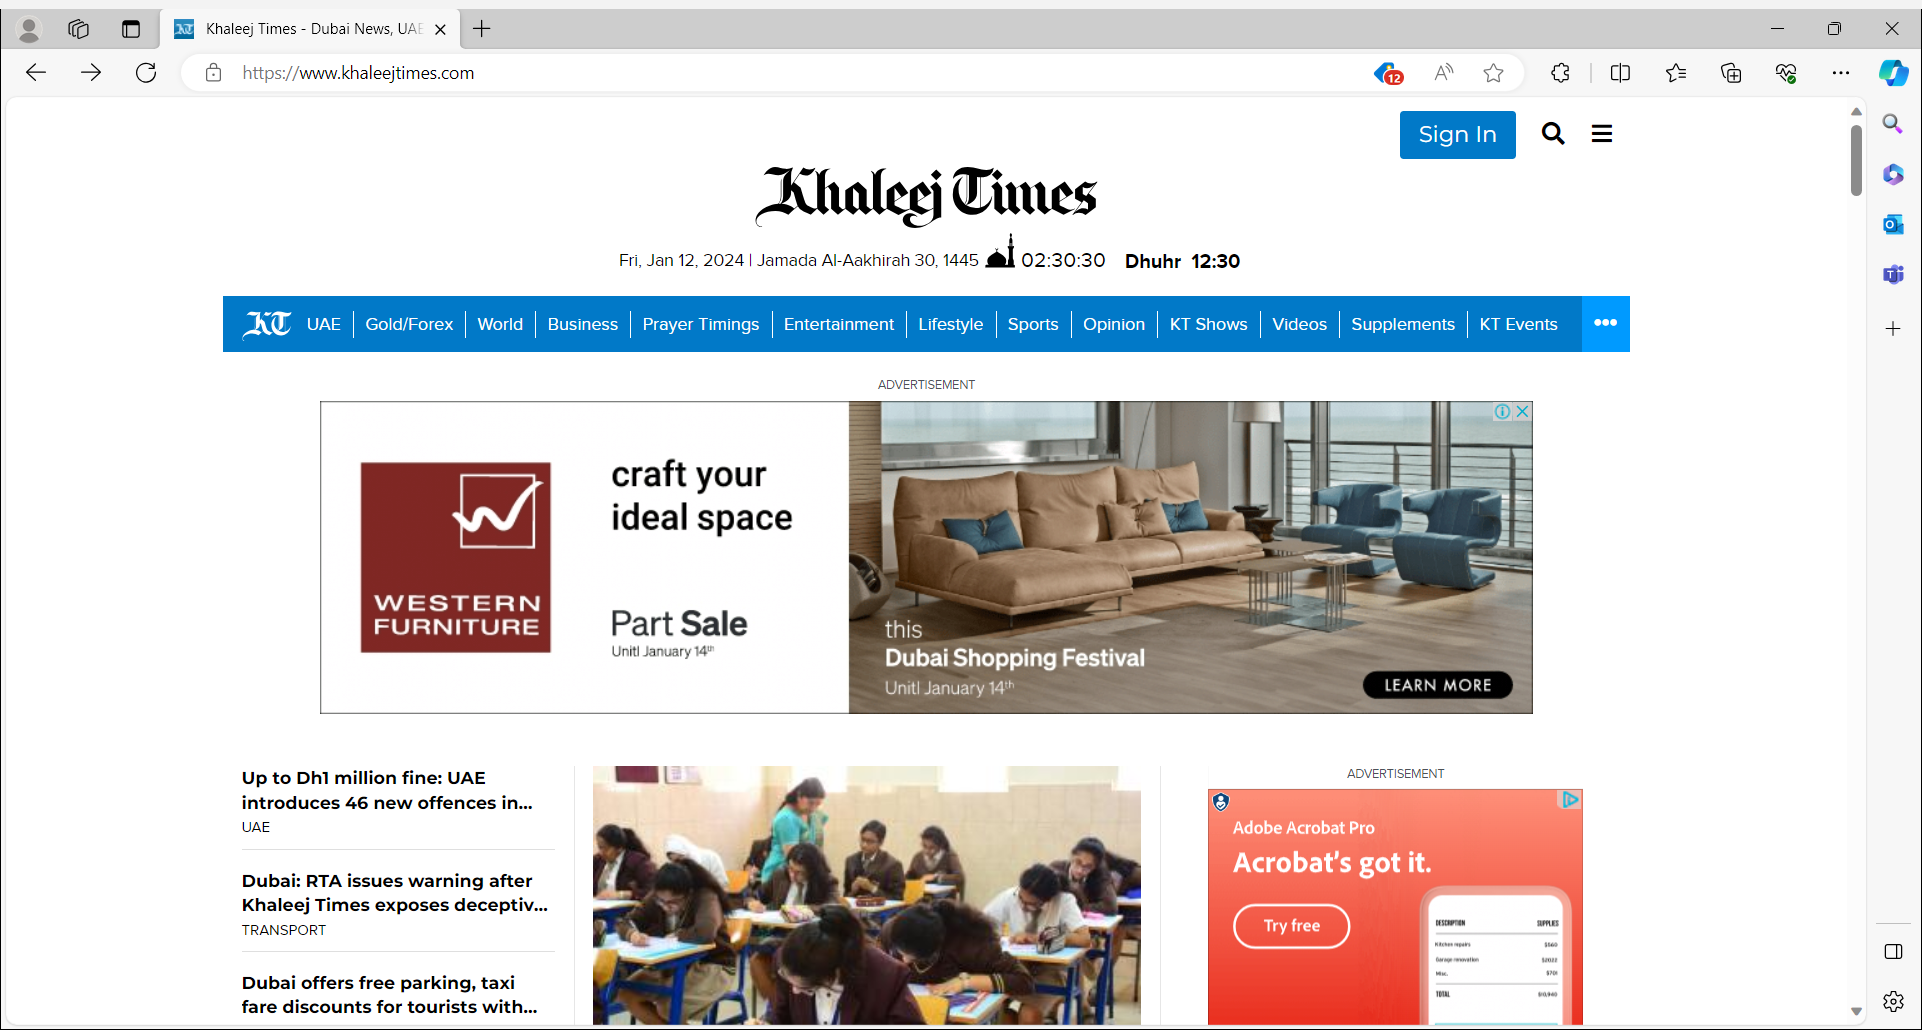 Khaleej Times - Dubai News, UAE
https://www.khaleejtimes.com
12
Sign In
Khaleej Times
Fri, Jan 12, 2024 | Jamada Al-Aakhirah 30, 1445 02:30:30 Dhuhr 12:30
KT UAE Gold/Forex World Business Prayer Timings Entertainment Lifestyle Sports Opinion KT Shows Videos Supplements KT Events
ADVERTISEMENT
craft your
ideal space
WESTERN
FURNITURE
Part Sale
Unitl January 14th
this
Dubai Shopping Festival
Unitl January 14th
LEARN MORE
Up to Dh1 million fine: UAE
introduces 46 new offences in...
UAE
Dubai: RTA issues warning after
Khaleej Times exposes deceptiv...
TRANSPORT
Dubai offers free parking, taxi
fare discounts for tourists with...
ADVERTISEMENT
Adobe Acrobat Pro
Acrobat's got it.
Try free
DESCRIPTION SUPPLIES
Kitchen repairs $560
Garage renovation $2022
Misc. $701
TOTAL $10,940